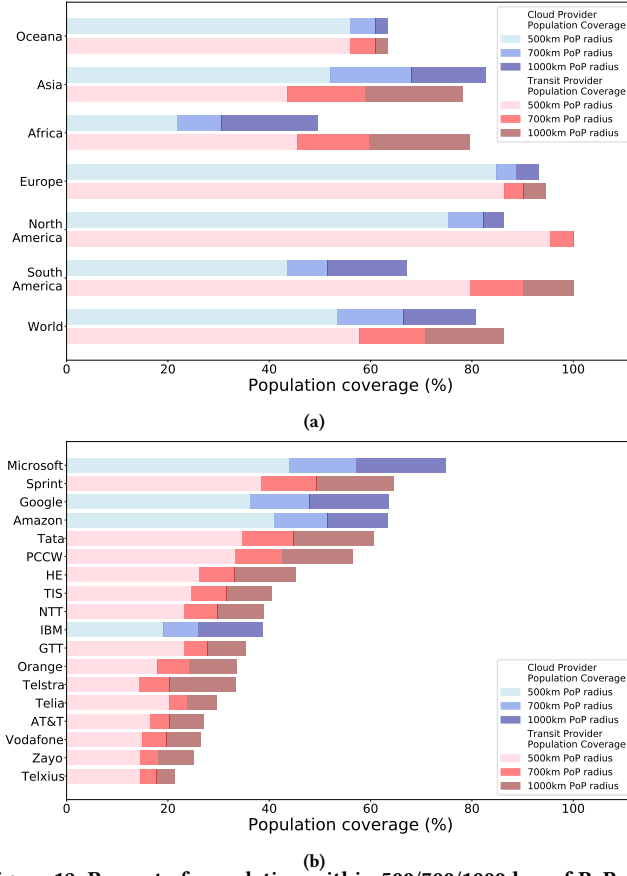 Cloud Provider
Population Coverage
500km PoP radius
700km PoP radius
1000km PoP radius
Transit Provider
Population Coverage
500km PoP radius
700km PoP radius
1000km PoP radius
Oceana
Asia
Africa
Europe
North
America
South
America
World
0 20 40 60 80 100
Population coverage (%)
(a)
Microsoft
Sprint
Google
Amazon
Tata
PCCW
HE
TIS
NTT
IBM
GTT
Orange
Telstra
Telia
AT&T
Vodafone
Zayo
Telxius
Cloud Provider
Population Coverage
500km PoP radius
700km PoP radius
1000km PoP radius
Transit Provider
Population Coverage
500km PoP radius
700km PoP radius
1000km PoP radius
0 20 40 60 80 100
Population coverage (%)
(b)